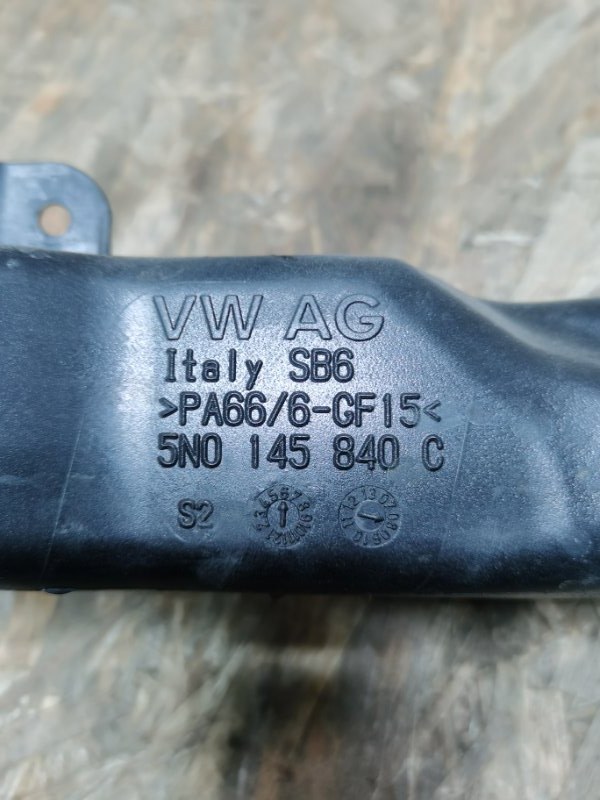 VW AG
Italy SB6
>PA66/6-GF15<
5N0 145 840 C
S2